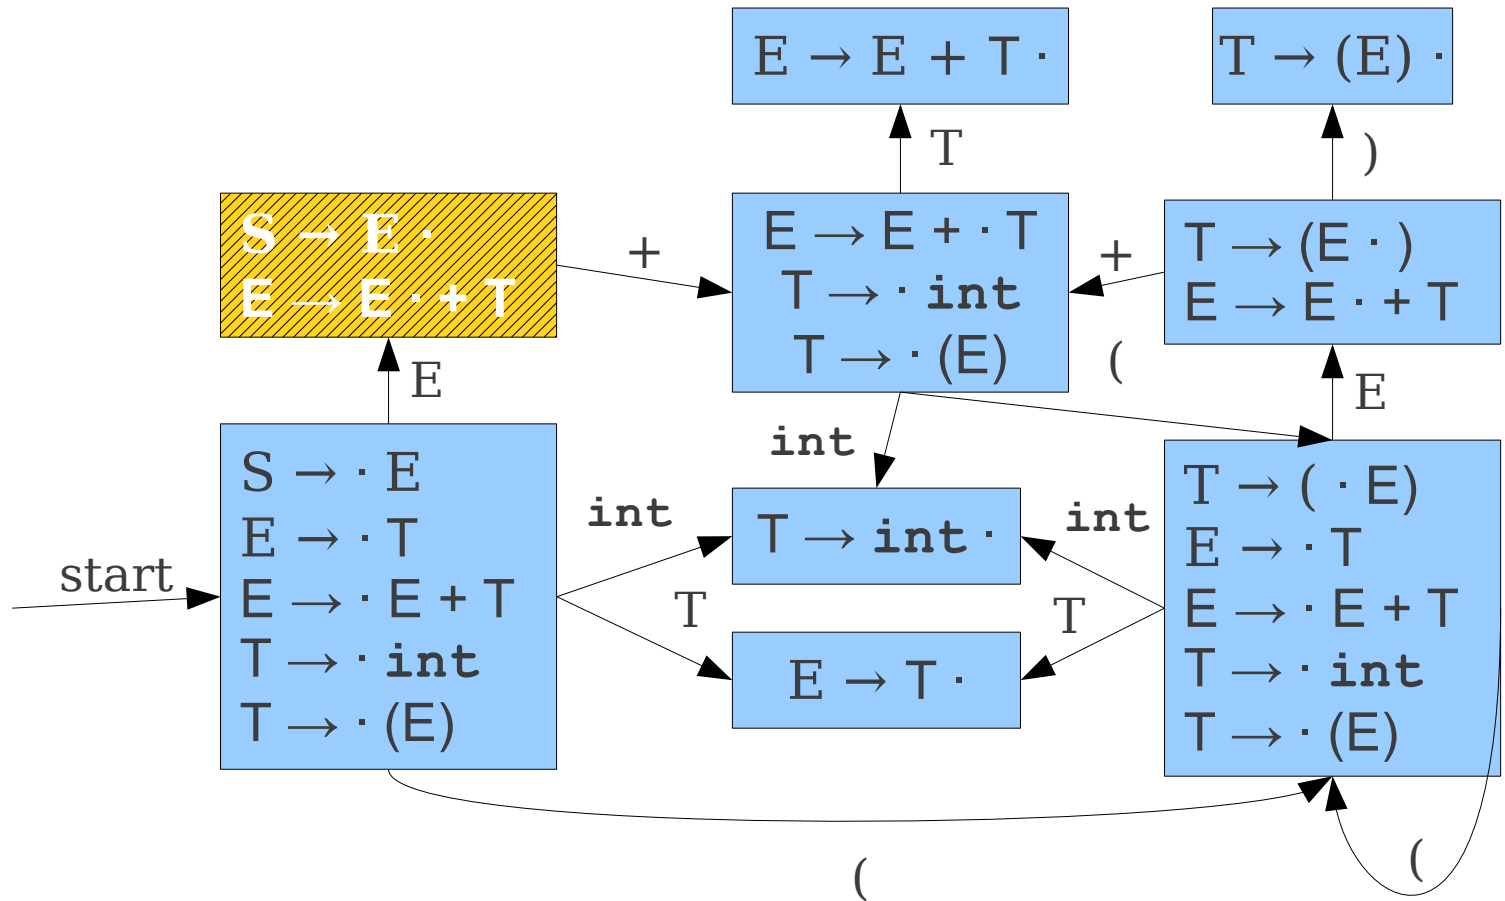 E → E + T ·
T → (E) ·
T
)
S → E ·
E → E · + T
+
E → E + · T
T → · int
T → · (E)
+
T → (E · )
E → E · + T
E
(
E
int
S → · E
E → · T
E → · E + T
T → · int
T → · (E)
start
int
T
T → int ·
E → T ·
int
T
T → ( · E)
E → · T
E → · E + T
T → · int
T → · (E)
(
(